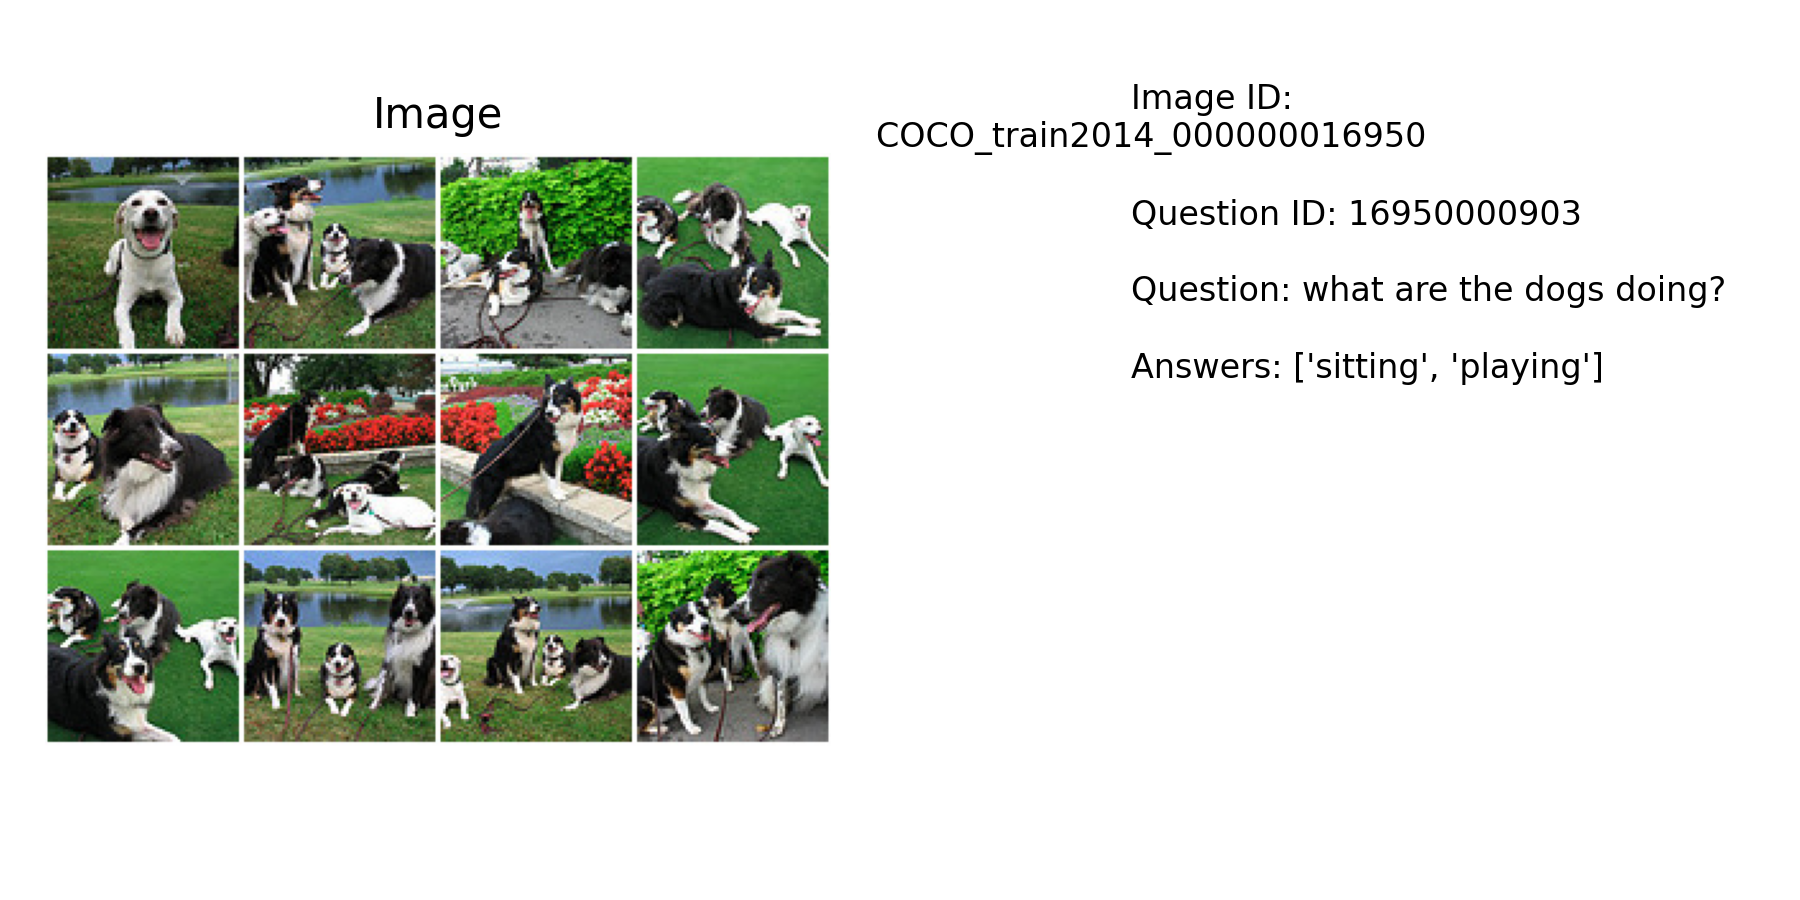 Image
Image ID:
COCO_train2014_000000016950
Question ID: 16950000903
Question: what are the dogs doing?
Answers: ['sitting', 'playing']